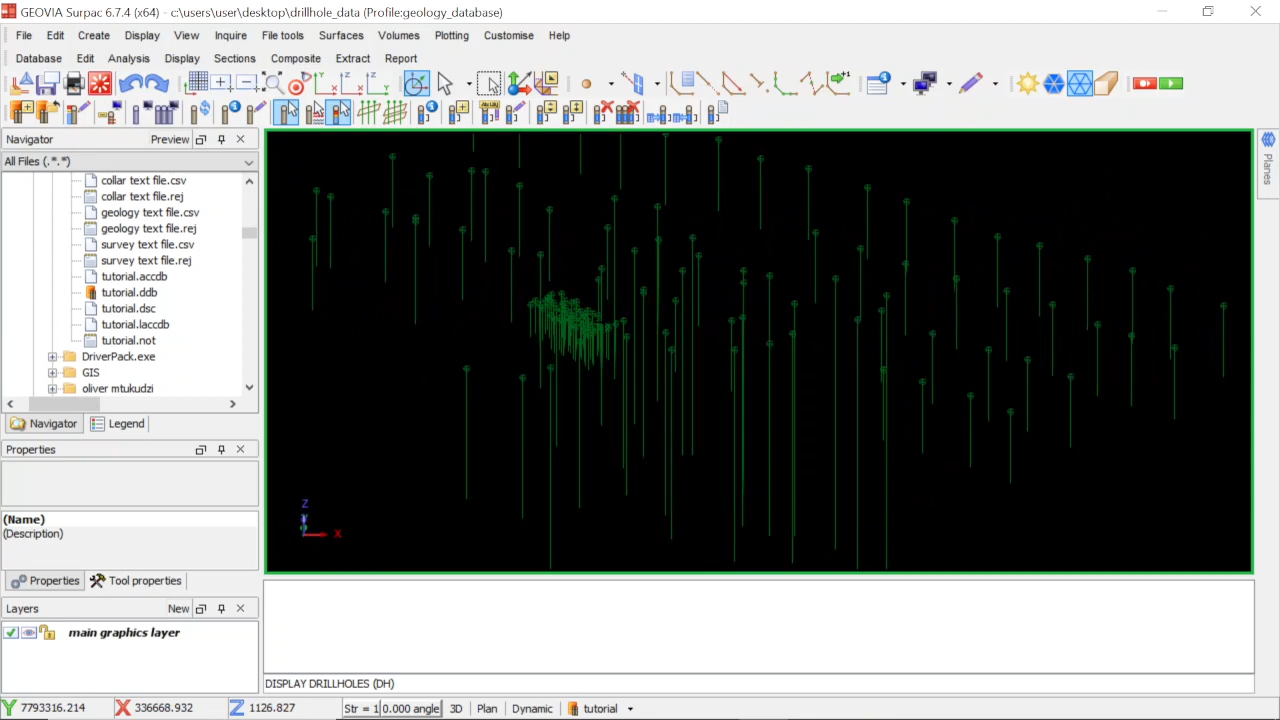 GEOVIA Surpac 6.7.4 (x64) - c:\users\user\desktop\drillhole_data (Profile:geology_database)
File Edit Create Display View Inquire File tools Surfaces Volumes Plotting Customise Help
Database Edit Analysis Display Sections Composite Extract Report
Navigator Preview
All Files (.*.*)
collar text file.csv
collar text file.rej
geology text file.csv
geology text file.rej
survey text file.csv
survey text file.rej
tutorial.accdb
tutorial.ddb
tutorial.dsc
tutorial.laccdb
tutorial.not
DriverPack.exe
GIS
oliver mtukudzi
Navigator Legend
Properties
(Name)
(Description)
Properties Tool properties
Layers New
main graphics layer
Planes
Z
X
DISPLAY DRILLHOLES (DH)
Y 7793316.214 X 336668.932 Z 1126.827 Str = 1 0.000 angle 3D Plan Dynamic tutorial